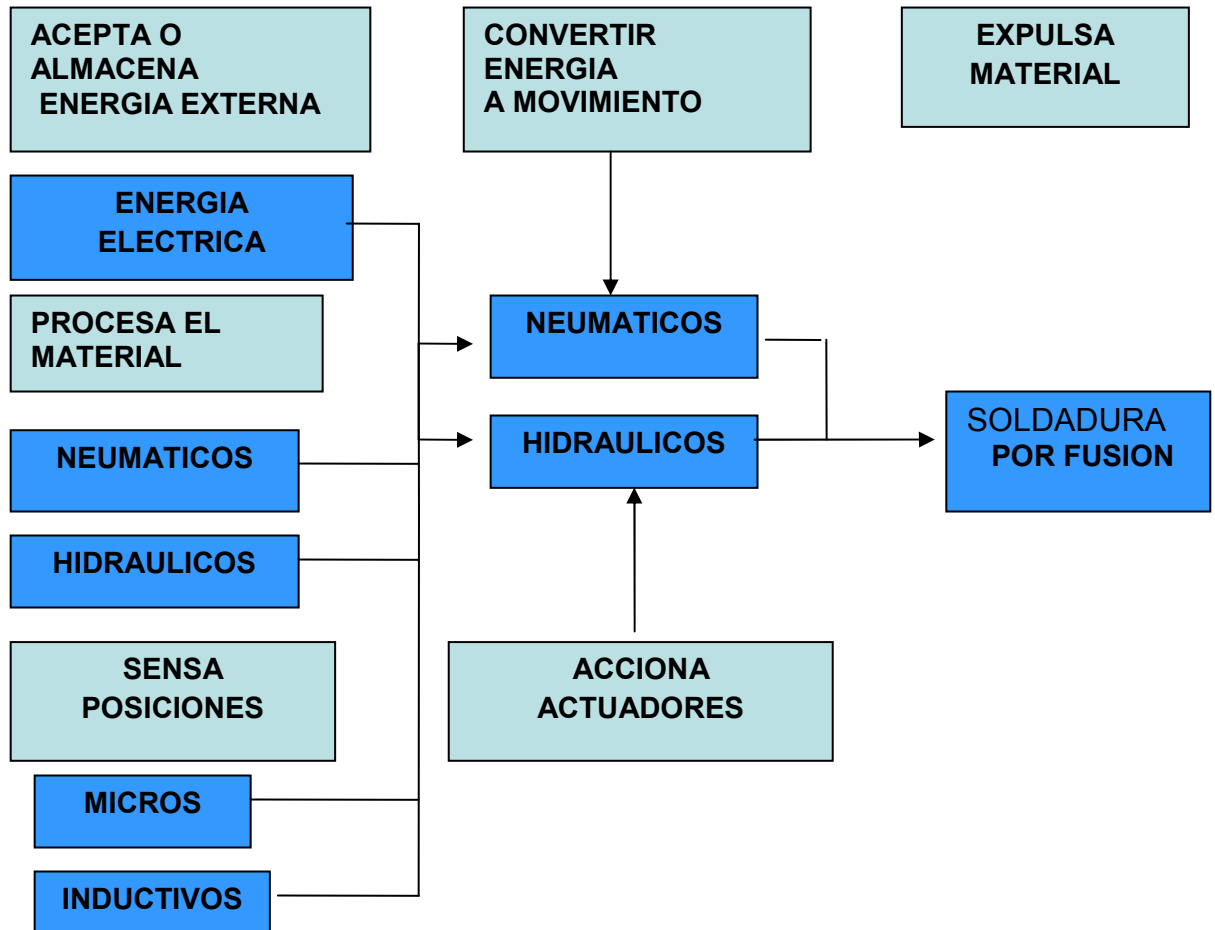 ACEPTA O
ALMACENA
ENERGIA EXTERNA
CONVERTIR
ENERGIA
A MOVIMIENTO
EXPULSA
MATERIAL
ENERGIA
ELECTRICA
PROCESA EL
MATERIAL
NEUMATICOS
HIDRAULICOS
NEUMATICOS
HIDRAULICOS
SOLDADURA
POR FUSION
SENSA
POSICIONES
ACCIONA
ACTUADORES
MICROS
INDUCTIVOS